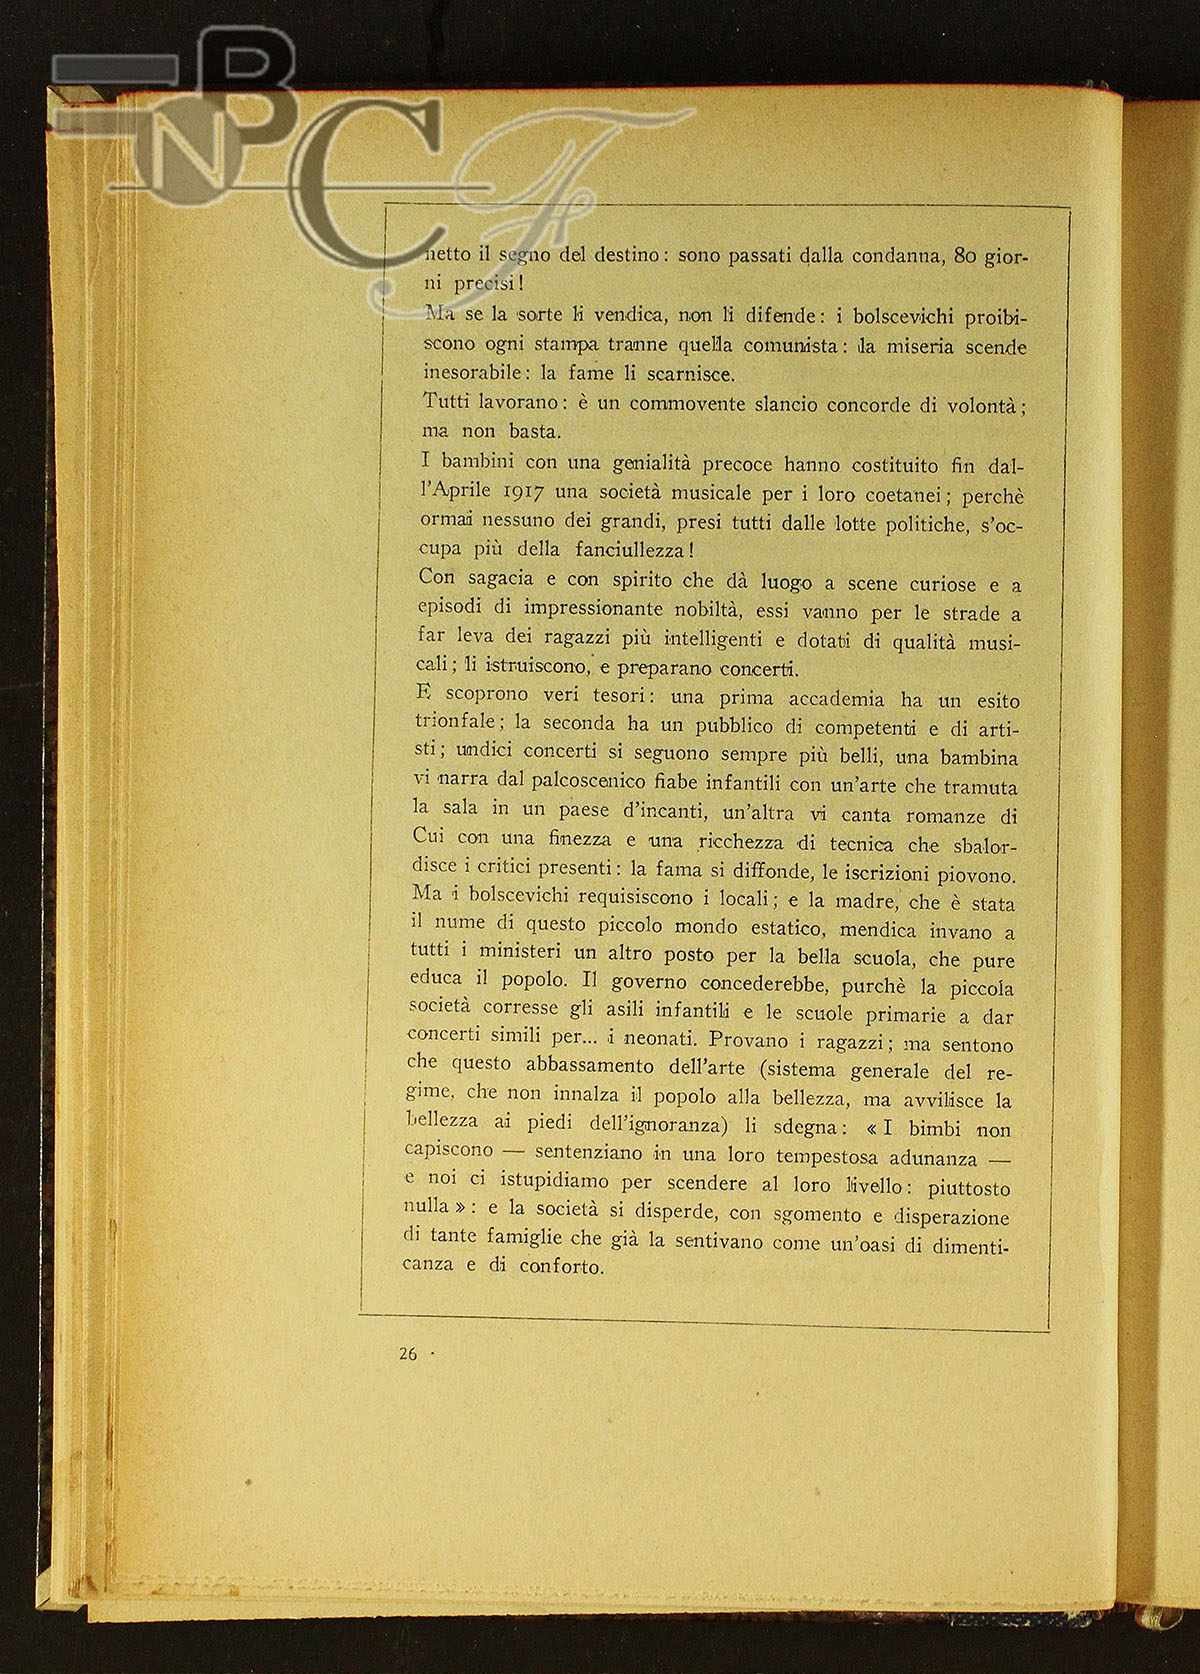 BNCF
netto il segno del destino: sono passati dalla condanna, 80 gior-
ni precisi!
Ma se la sorte li vendica, non li difende: i bolscevichi proibi-
scono ogni stampa tranne quella comunista: la miseria scende
inesorabile: la fame li scarnisce.
Tutti lavorano: è un commovente slancio concorde di volontà;
ma non basta.
I bambini con una genialità precoce hanno costituito fin dal-
l'Aprile 1917 una società musicale per i loro coetanei; perchè
ormai nessuno dei grandi, presi tutti dalle lotte politiche, s'oc-
cupa più della fanciullezza!
Con sagacia e con spirito che dà luogo a scene curiose e a
episodi di impressionante nobiltà, essi vanno per le strade a
far leva dei ragazzi più intelligenti e dotati di qualità musi-
cali; li istruiscono, e preparano concerti.
E scoprono veri tesori: una prima accademia ha un esito
trionfale; la seconda ha un pubblico di competenti e di arti-
sti; undici concerti si seguono sempre più belli, una bambina
vi narra dal palcoscenico fiabe infantili con un'arte che tramuta
la sala in un paese d'incanti, un'altra vi canta romanze di
Cui con una finezza e una ricchezza di tecnica che sbalor-
disce i critici presenti: la fama si diffonde, le iscrizioni piovono.
Ma i bolscevichi requisiscono i locali; e la madre, che è stata
il nume di questo piccolo mondo estatico, mendica invano a
tutti i ministeri un altro posto per la bella scuola, che pure
educa il popolo. Il governo concederebbe, purchè la piccola
società corresse gli asili infantili e le scuole primarie a dar
concerti simili per... i neonati. Provano i ragazzi; ma sentono
che questo abbassamento dell'arte (sistema generale del re-
gime, che non innalza il popolo alla bellezza, ma avvilisce la
bellezza ai piedi dell'ignoranza) li sdegna: « I bimbi non
capiscono — sentenziano in una loro tempestosa adunanza —
e noi ci istupidiamo per scendere al loro livello: piuttosto
nulla »: e la società si disperde, con sgomento e disperazione
di tante famiglie che già la sentivano come un'oasi di dimenti-
canza e di conforto.
26